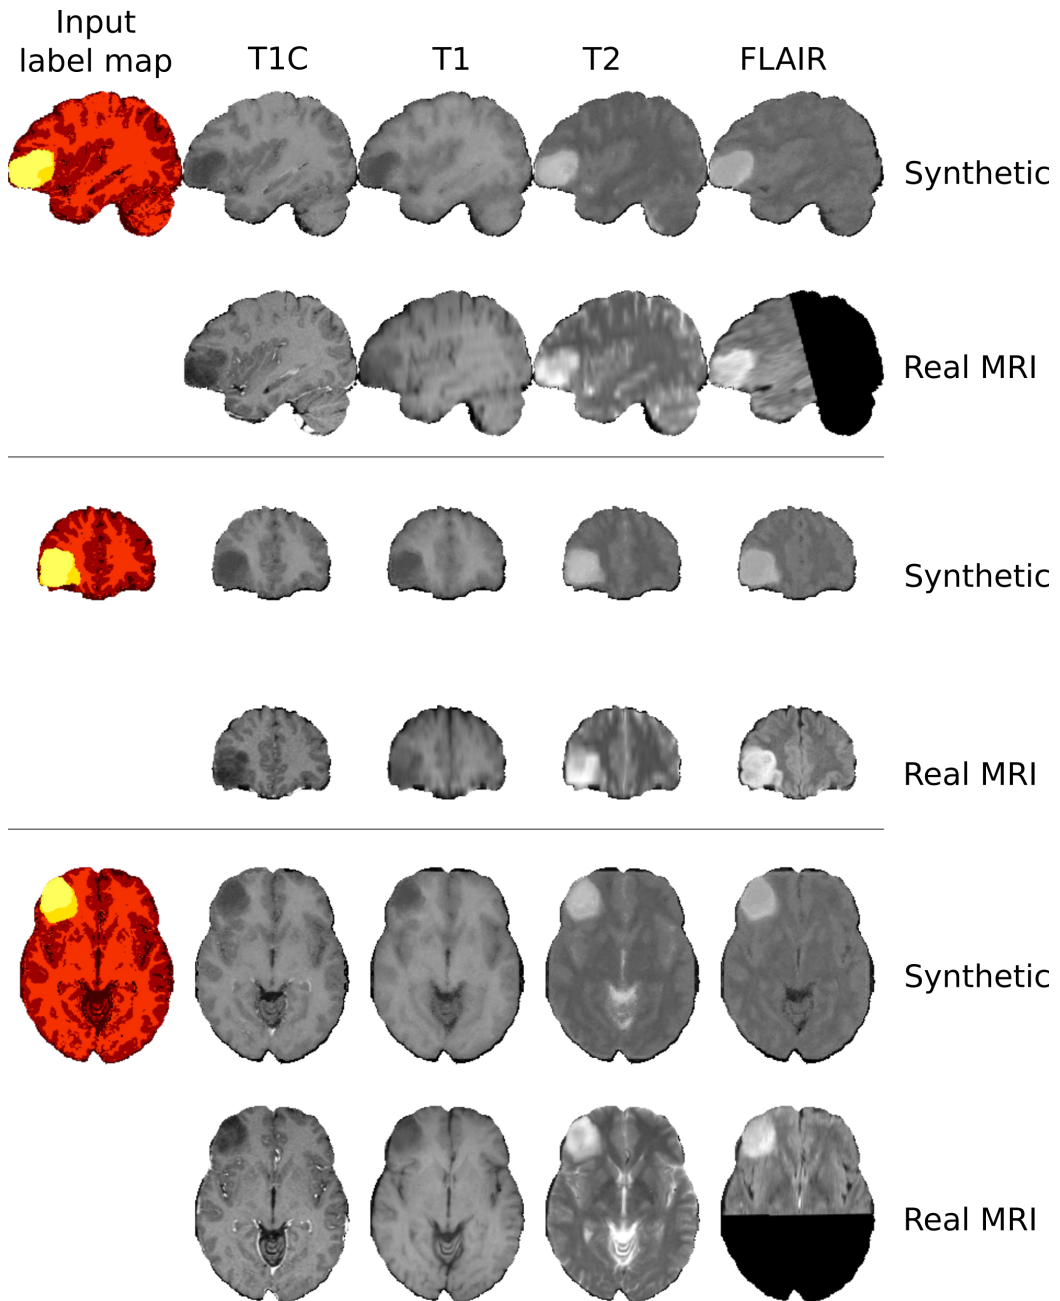 Input
label map
T1C
T1
T2
FLAIR
Synthetic
Real MRI
Synthetic
Real MRI
Synthetic
Real MRI